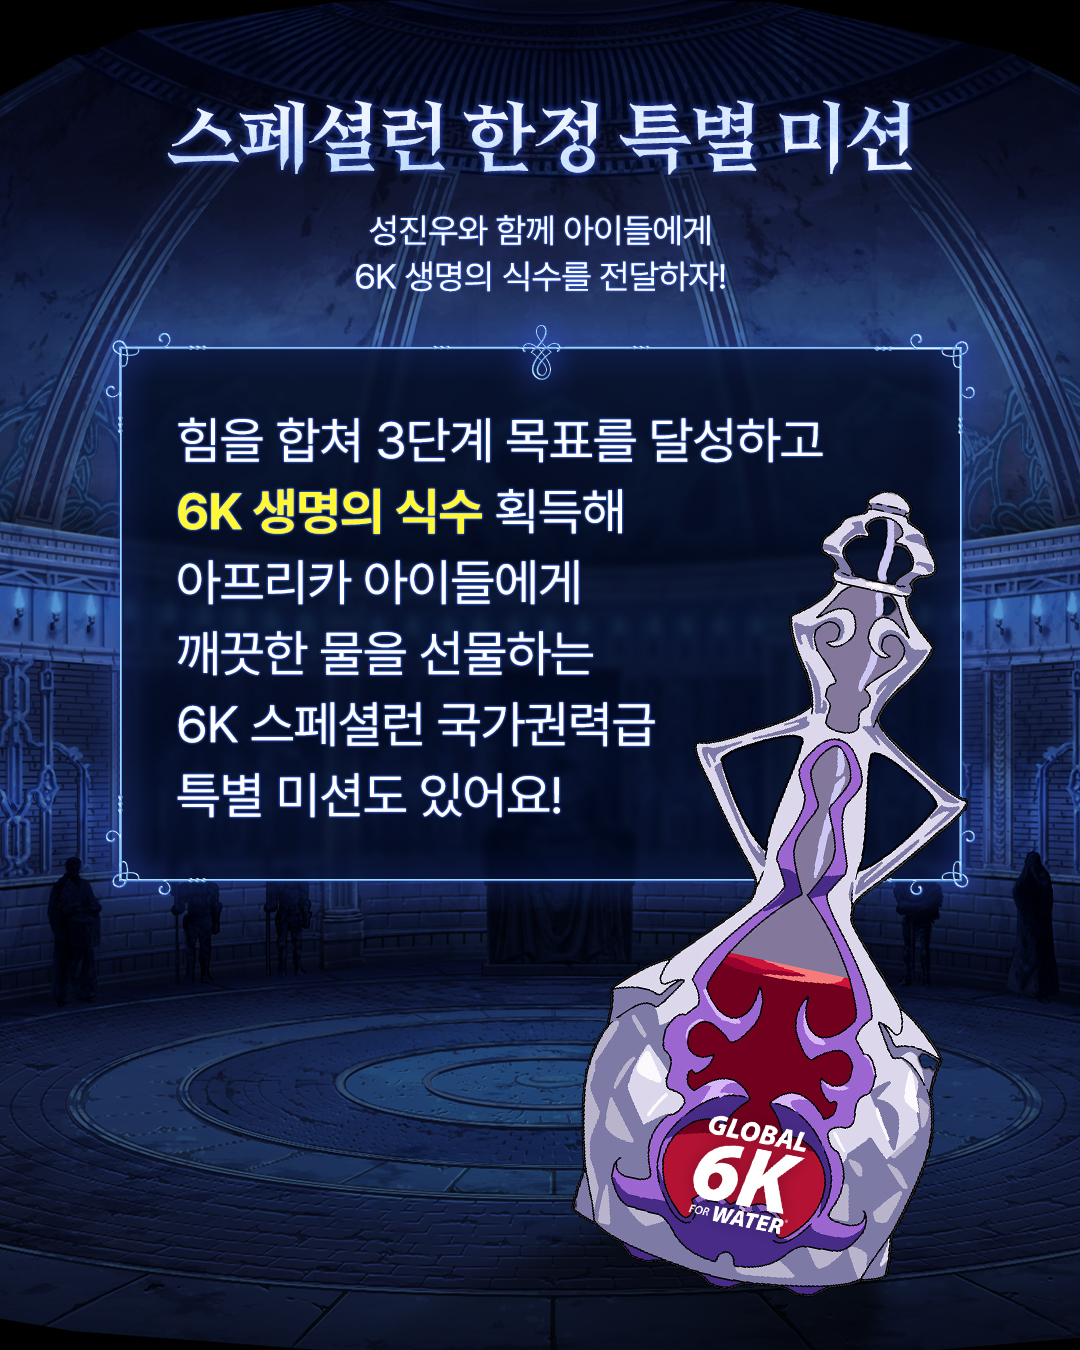 스페셜런 한정 특별 미션
성진우와 함께 아이들에게
6K 생명의 식수를 전달하자!
힘을 합쳐 3단계 목표를 달성하고
6K 생명의 식수 획득해
아프리카 아이들에게
깨끗한 물을 선물하는
6K 스페셜런 국가권력급
특별 미션도 있어요!
GLOBAL
6K
FOR WATER®